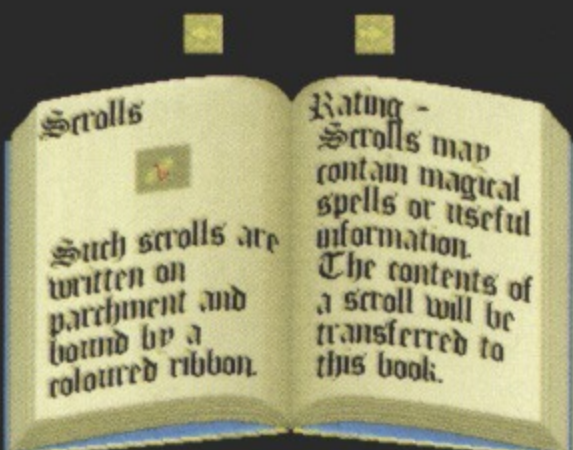 Scrolls
Such scrolls are
written on
parchment and
bound by a
coloured ribbon.
Rating -
Scrolls may
contain magical
spells or useful
information.
The contents of
a scroll will be
transferred to
this book.